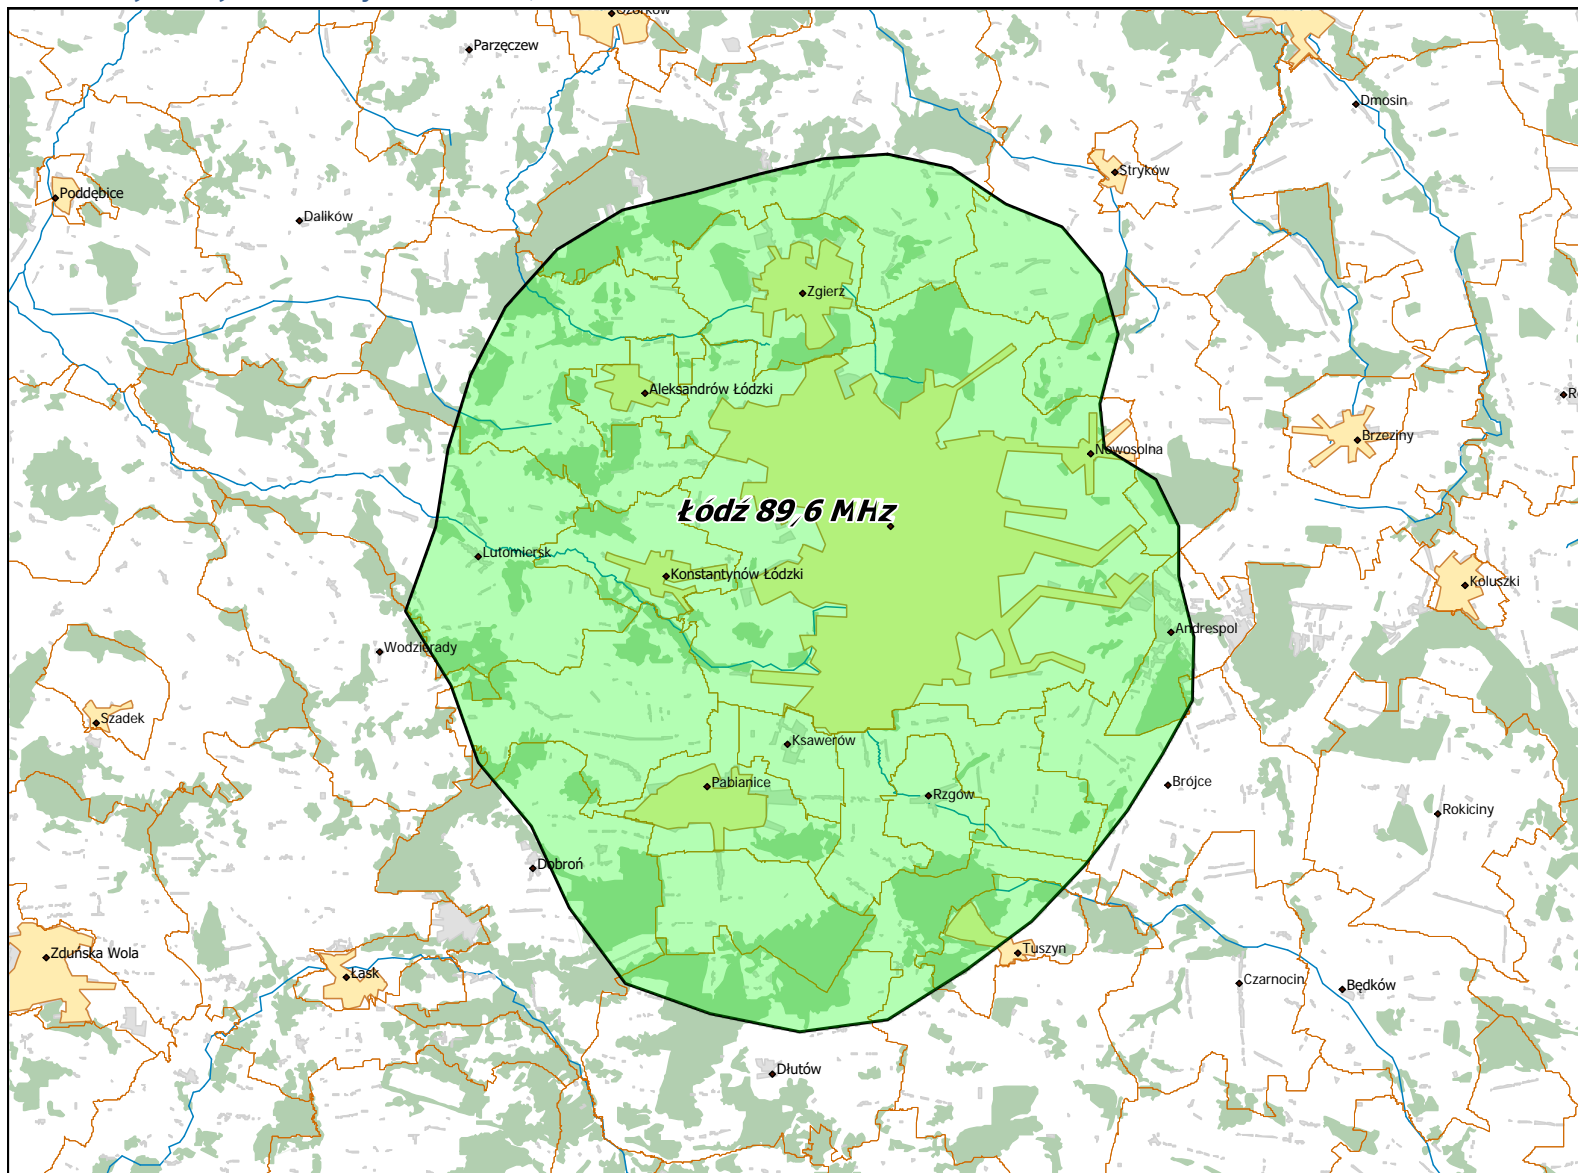 Ozorków
Parzęczew
Dmosin
Stryków
Poddębice
Dalików
Zgierz
Aleksandrów Łódzki
Brzeziny
Nowosolna
Łódź 89,6 MHz
Lutomiersk
Konstantynów Łódzki
Koluszki
Andrespol
Wodzierady
Szadek
Ksawerów
Pabianice
Brójce
Rzgów
Rokiciny
Dobroń
Tuszyn
Zduńska Wola
Łask
Czarnocin
Będków
Dłutów